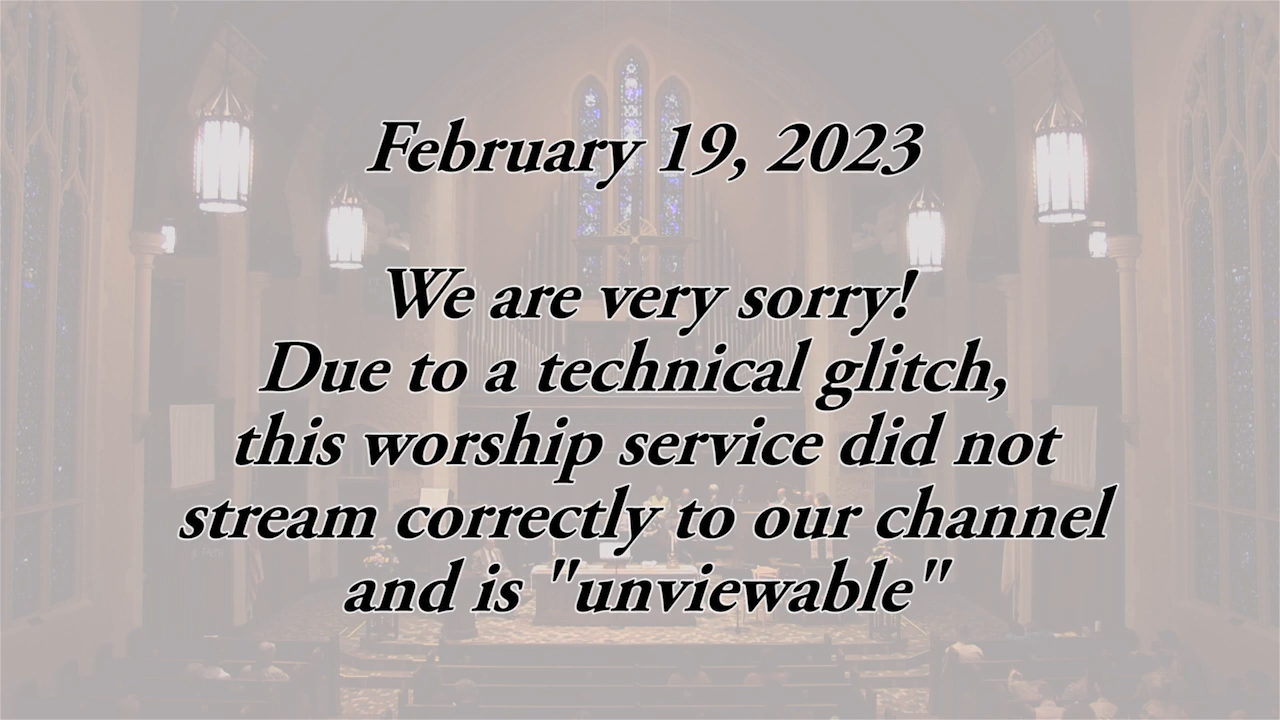 February 19, 2023
We are very sorry!
Due to a technical glitch,
this worship service did not
stream correctly to our channel
and is "unviewable"